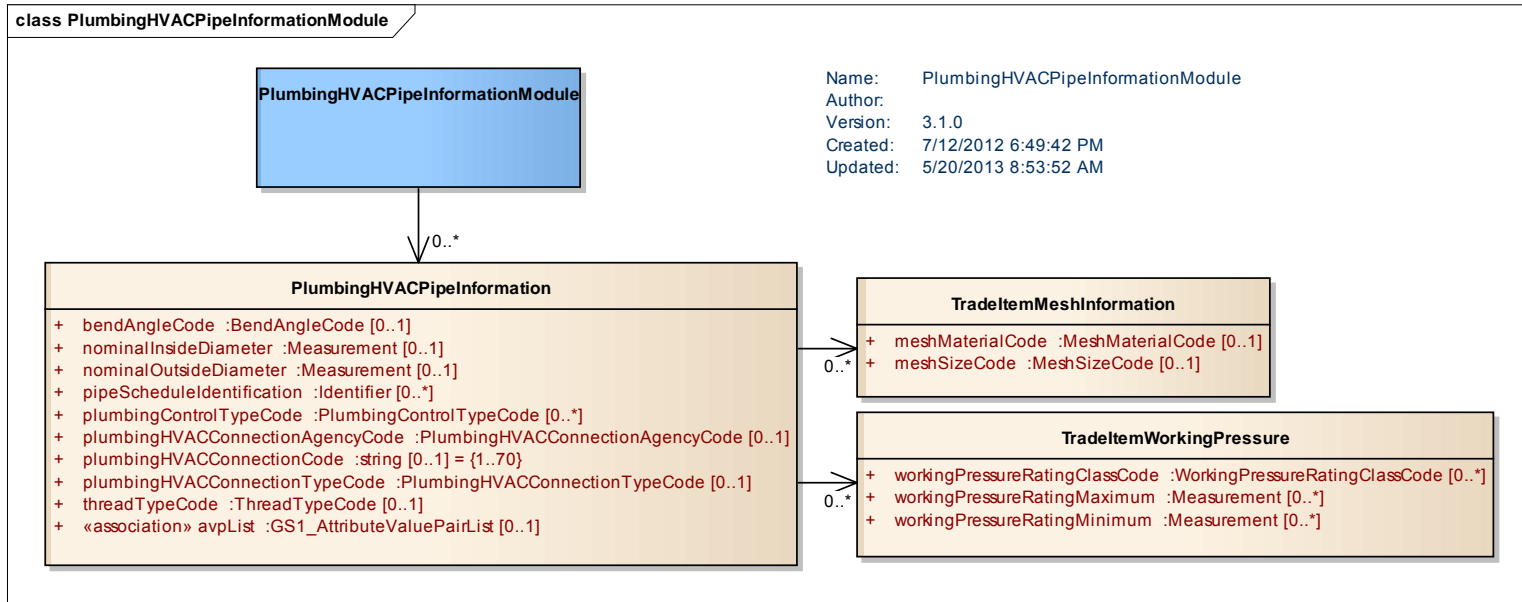 class PlumbingHVACPipeInformationModule
PlumbingHVACPipeInformationModule
Name: PlumbingHVACPipeInformationModule
Author:
Version: 3.1.0
Created: 7/12/2012 6:49:42 PM
Updated: 5/20/2013 8:53:52 AM
0..*
PlumbingHVACPipeInformation
+ bendAngleCode :BendAngleCode [0..1]
+ nominalInsideDiameter :Measurement [0..1]
+ nominalOutsideDiameter :Measurement [0..1]
+ pipeScheduleIdentification :Identifier [0..*]
+ plumbingControlTypeCode :PlumbingControlTypeCode [0..*]
+ plumbingHVACConnectionAgencyCode :PlumbingHVACConnectionAgencyCode [0..1]
+ plumbingHVACConnectionCode :string [0..1] = {1..70}
+ plumbingHVACConnectionTypeCode :PlumbingHVACConnectionTypeCode [0..1]
+ threadTypeCode :ThreadTypeCode [0..1]
+ «association» avpList :GS1_AttributeValuePairList [0..1]
0..*
TradeItemMeshInformation
+ meshMaterialCode :MeshMaterialCode [0..1]
+ meshSizeCode :MeshSizeCode [0..1]
0..*
TradeItemWorkingPressure
+ workingPressureRatingClassCode :WorkingPressureRatingClassCode [0..*]
+ workingPressureRatingMaximum :Measurement [0..*]
+ workingPressureRatingMinimum :Measurement [0..*]